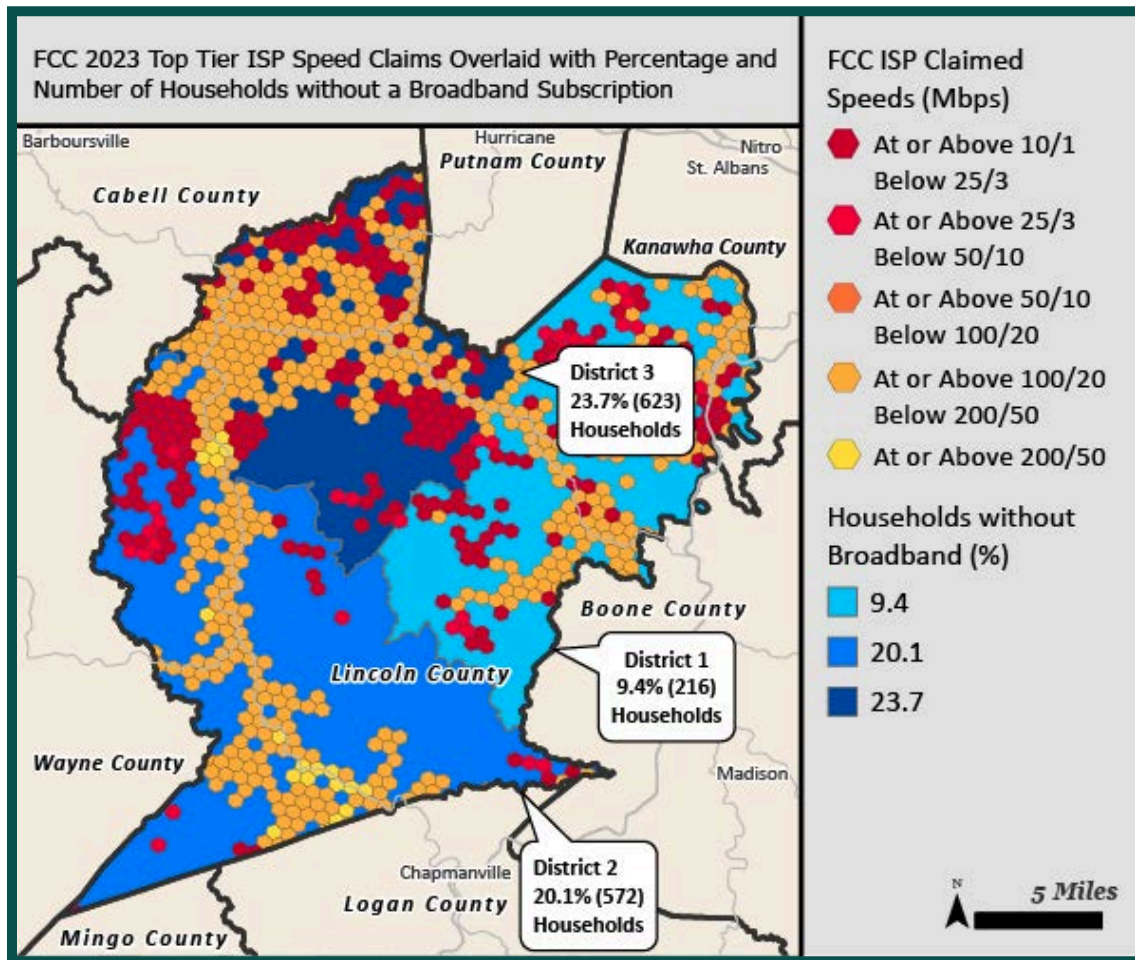 FCC 2023 Top Tier ISP Speed Claims Overlaid with Percentage and
Number of Households without a Broadband Subscription
Barboursville
Hurricane
Putnam County
Nitro
St. Albans
Cabell County
Kanawha County
District 3
23.7% (623)
Households
Boone County
District 1
9.4% (216)
Households
Lincoln County
Wayne County
Madison
District 2
20.1% (572)
Households
Chapmanville
Logan County
Mingo County
FCC ISP Claimed
Speeds (Mbps)
At or Above 10/1
Below 25/3
At or Above 25/3
Below 50/10
At or Above 50/10
Below 100/20
At or Above 100/20
Below 200/50
At or Above 200/50
Households without
Broadband (%)
9.4
20.1
23.7
N
5 Miles